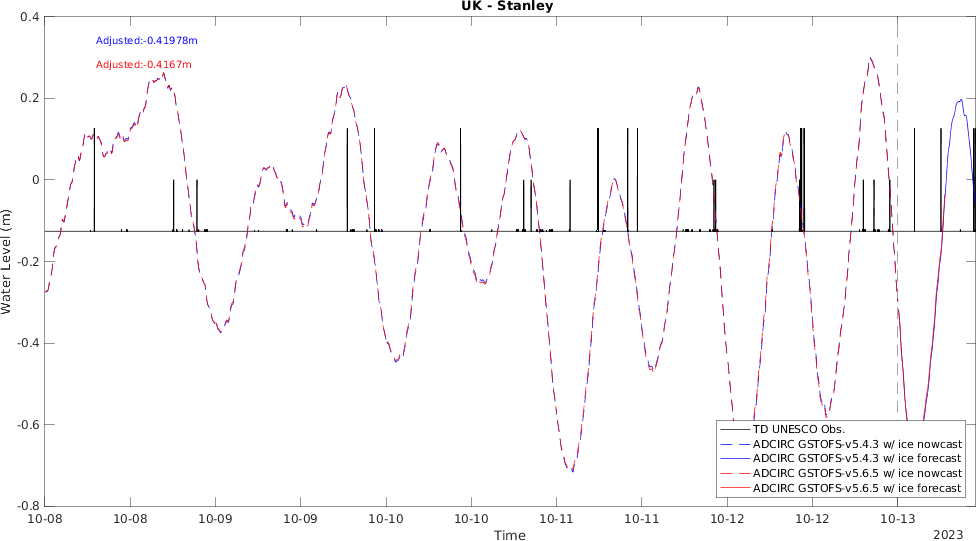 UK - Stanley
Adjusted:-0.41978m
Adjusted:-0.4167m
0.4
0.2
0
-0.2
-0.4
-0.6
-0.8
Water Level (m)
TD UNESCO Obs.
ADCIRC GSTOFS-v5.4.3 w/ ice nowcast
ADCIRC GSTOFS-v5.4.3 w/ ice forecast
ADCIRC GSTOFS-v5.6.5 w/ ice nowcast
ADCIRC GSTOFS-v5.6.5 w/ ice forecast
10-08 10-08 10-09 10-09 10-10 10-10 10-11 10-11 10-12 10-12 10-13
Time
2023